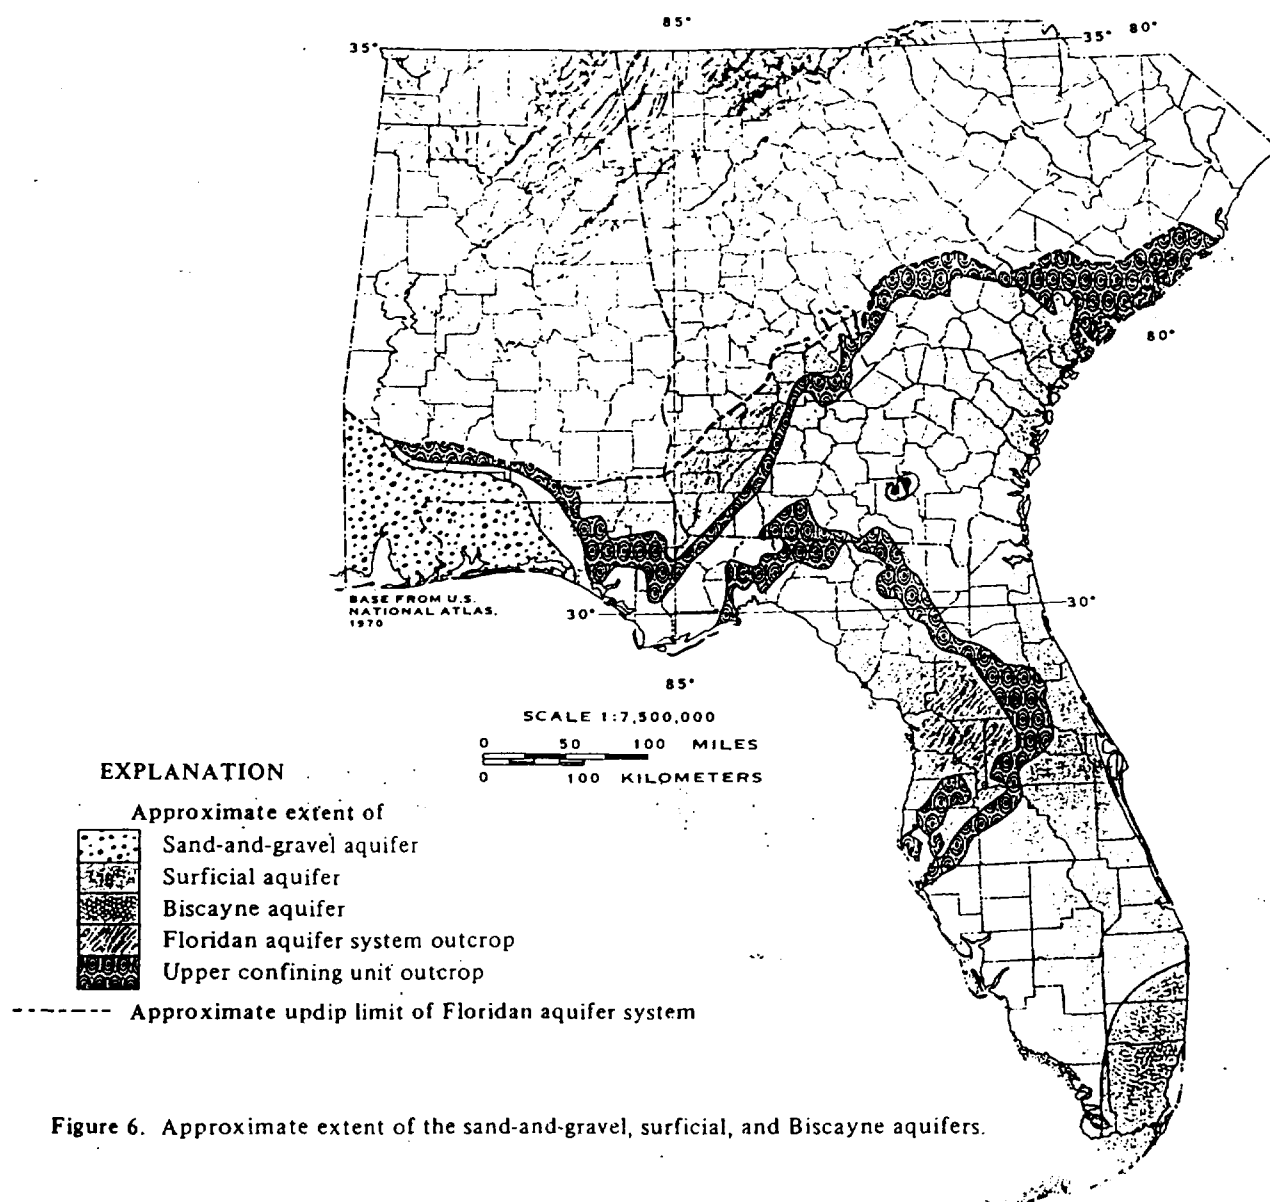 85°
35°
35° 80°
80°
BASE FROM U.S.
NATIONAL ATLAS,
1970
30°
30°
85°
SCALE 1:7,500,000
0 50 100 MILES
0 100 KILOMETERS
EXPLANATION
Approximate extent of
Sand-and-gravel aquifer
Surficial aquifer
Biscayne aquifer
Floridan aquifer system outcrop
Upper confining unit outcrop
Approximate updip limit of Floridan aquifer system
Figure 6. Approximate extent of the sand-and-gravel, surficial, and Biscayne aquifers.